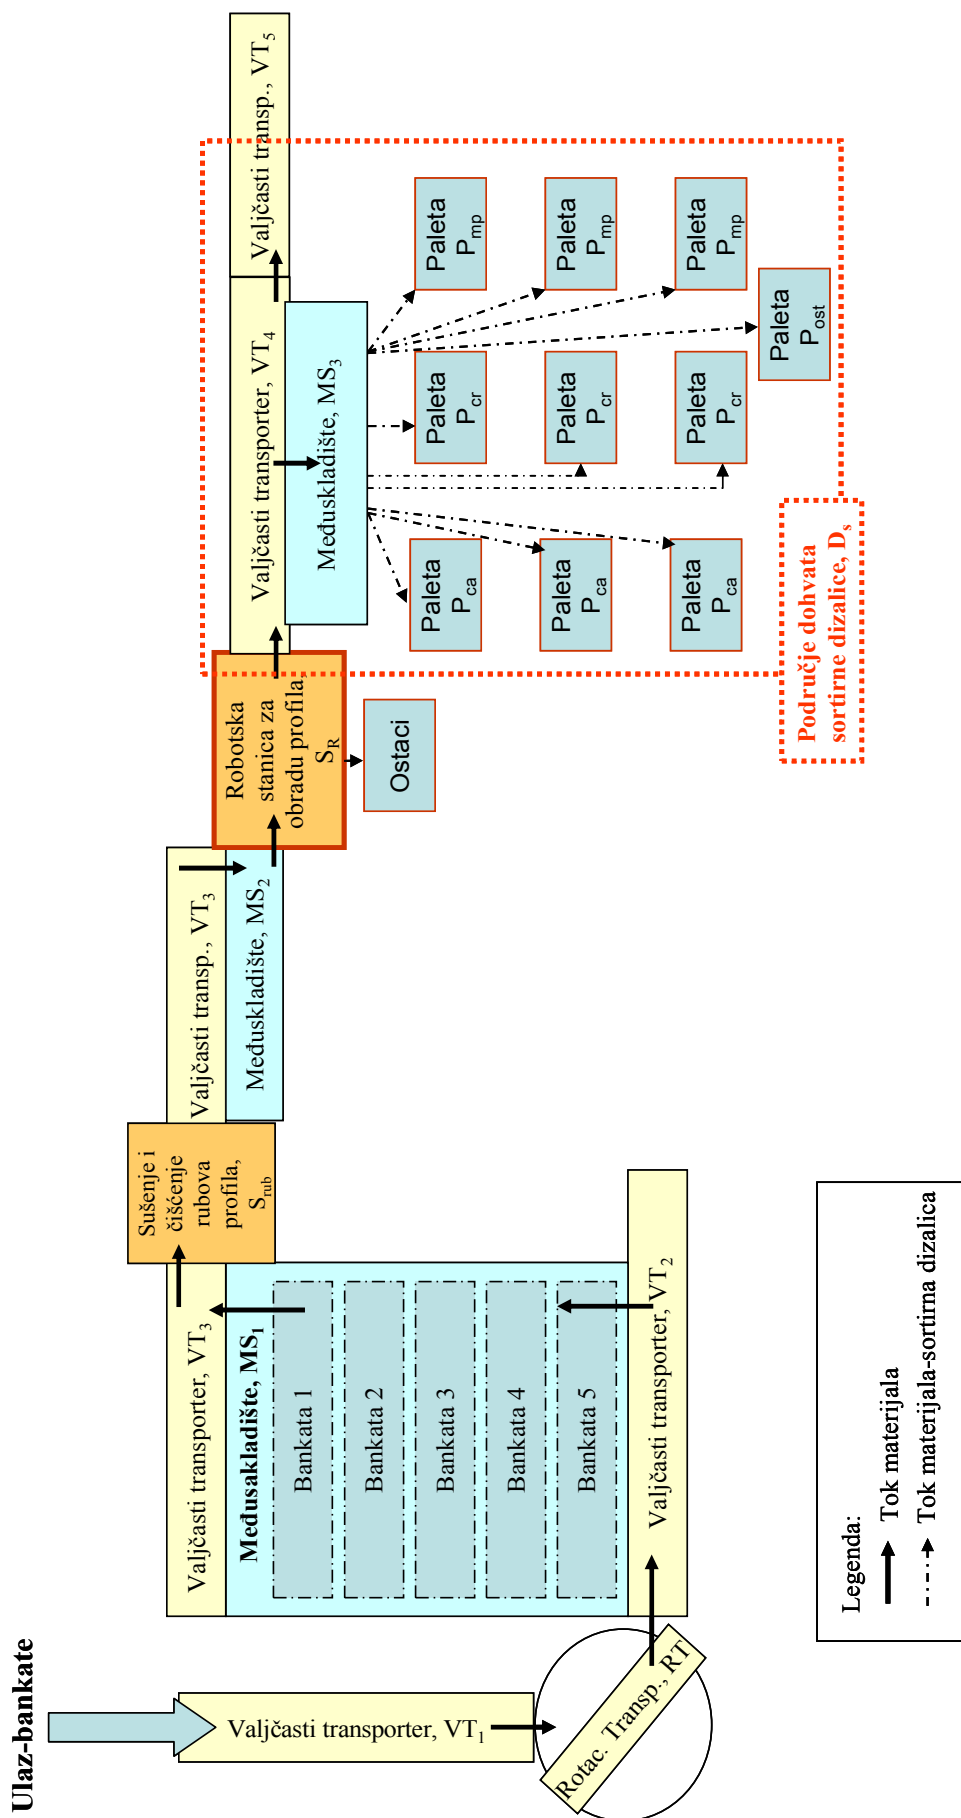 Ulaz-bankate
Valjčasti transporter, VT1
Rotac. Transp., RT
Valjčasti transporter, VT2
Valjčasti transporter, VT3
Međusakladište, MS1
Bankata 1
Bankata 2
Bankata 3
Bankata 4
Bankata 5
Sušenje i
čišćenje
rubova
profila,
Srub
Valjčasti transp., VT3
Međuskladište, MS2
Robotska
stanica za
obradu profila,
SR
Ostaci
Valjčasti transporter, VT4
Valjčasti transp., VT5
Međuskladište, MS3
Paleta
Pca
Paleta
Pca
Paleta
Pca
Paleta
Pcr
Paleta
Pcr
Paleta
Pcr
Paleta
Pmp
Paleta
Pmp
Paleta
Pmp
Paleta
Post
Područje dohvata
sortirne dizalice, Ds
Legenda:
Tok materijala
Tok materijala-sortirna dizalica